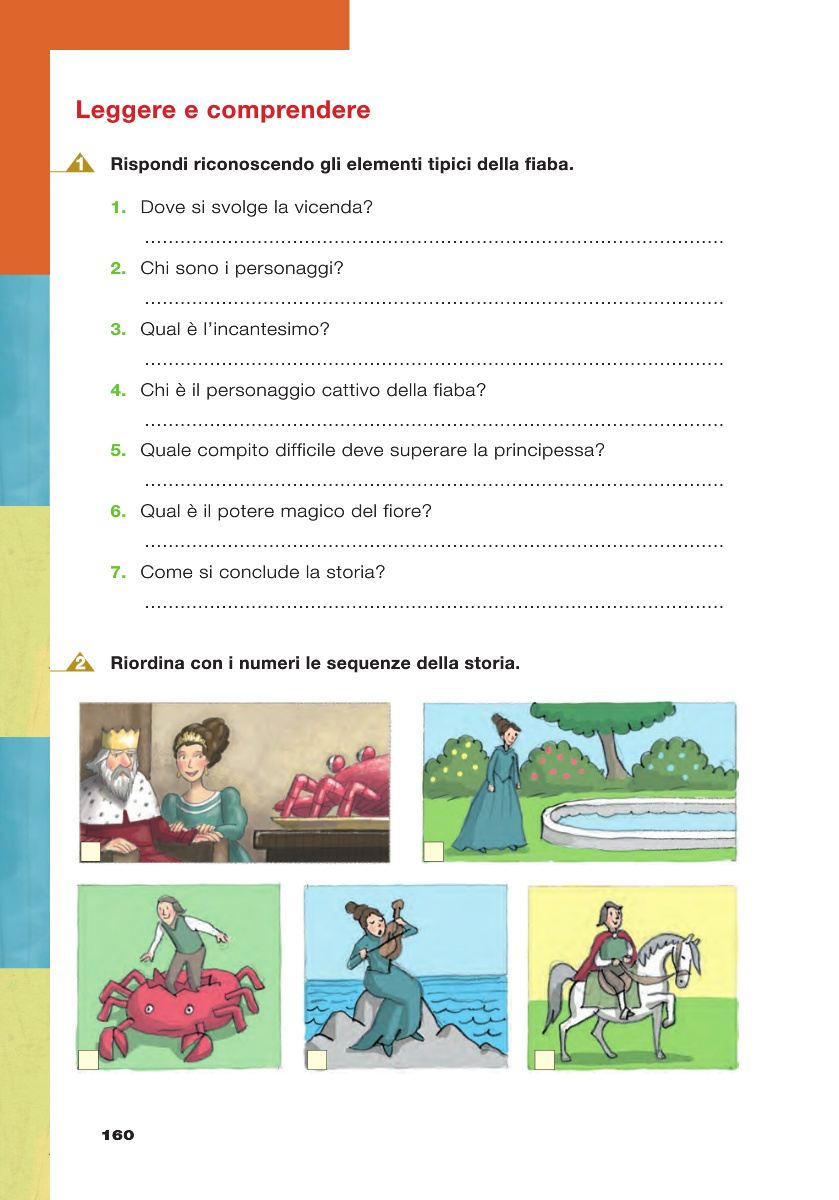 Leggere e comprendere
1 Rispondi riconoscendo gli elementi tipici della fiaba.
1. Dove si svolge la vicenda?
................................................................................................
2. Chi sono i personaggi?
................................................................................................
3. Qual è l’incantesimo?
................................................................................................
4. Chi è il personaggio cattivo della fiaba?
................................................................................................
5. Quale compito difficile deve superare la principessa?
................................................................................................
6. Qual è il potere magico del fiore?
................................................................................................
7. Come si conclude la storia?
................................................................................................
2 Riordina con i numeri le sequenze della storia.
160